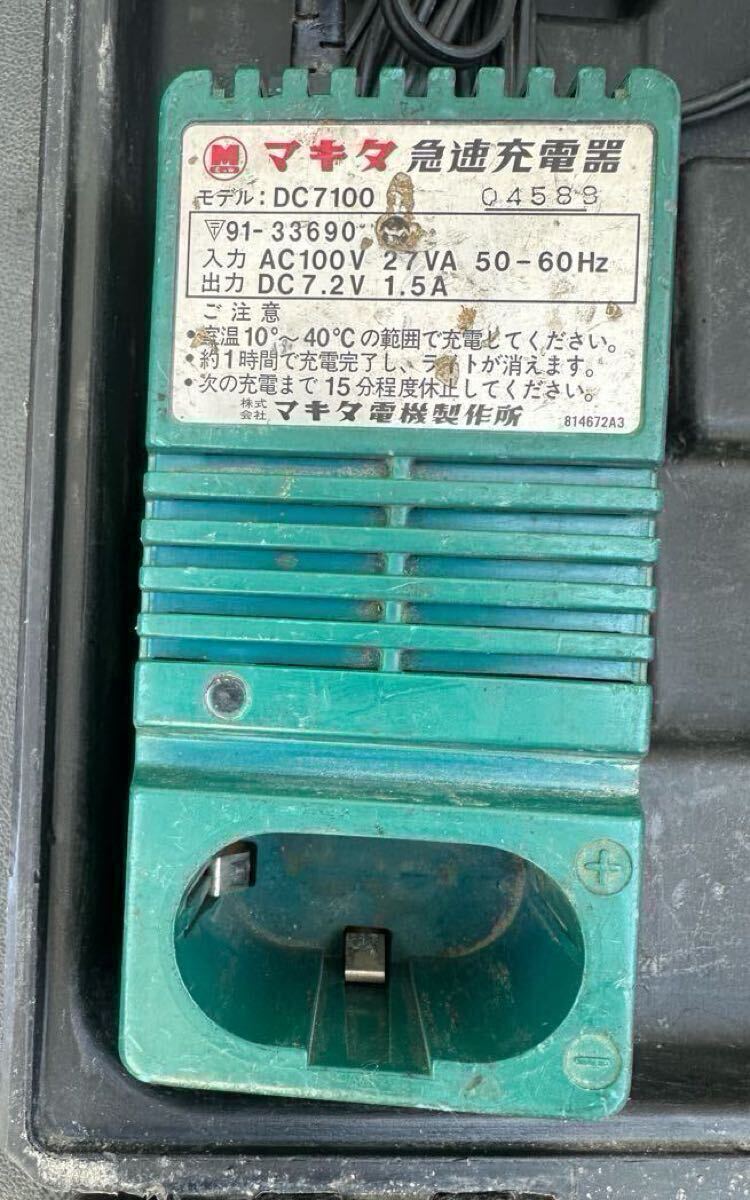 M マキタ 急速充電器
モデル: DC7100 04588
91-33690
入力 AC100V 27VA 50-60Hz
出力 DC7.2V 1.5A
ご注意
・室温10°~40℃の範囲で充電してください。
・約1時間で充電完了し、ライトが消えます。
・次の充電まで15分程度休止してください。
株式会社 マキタ電機製作所 814672A3
+
-